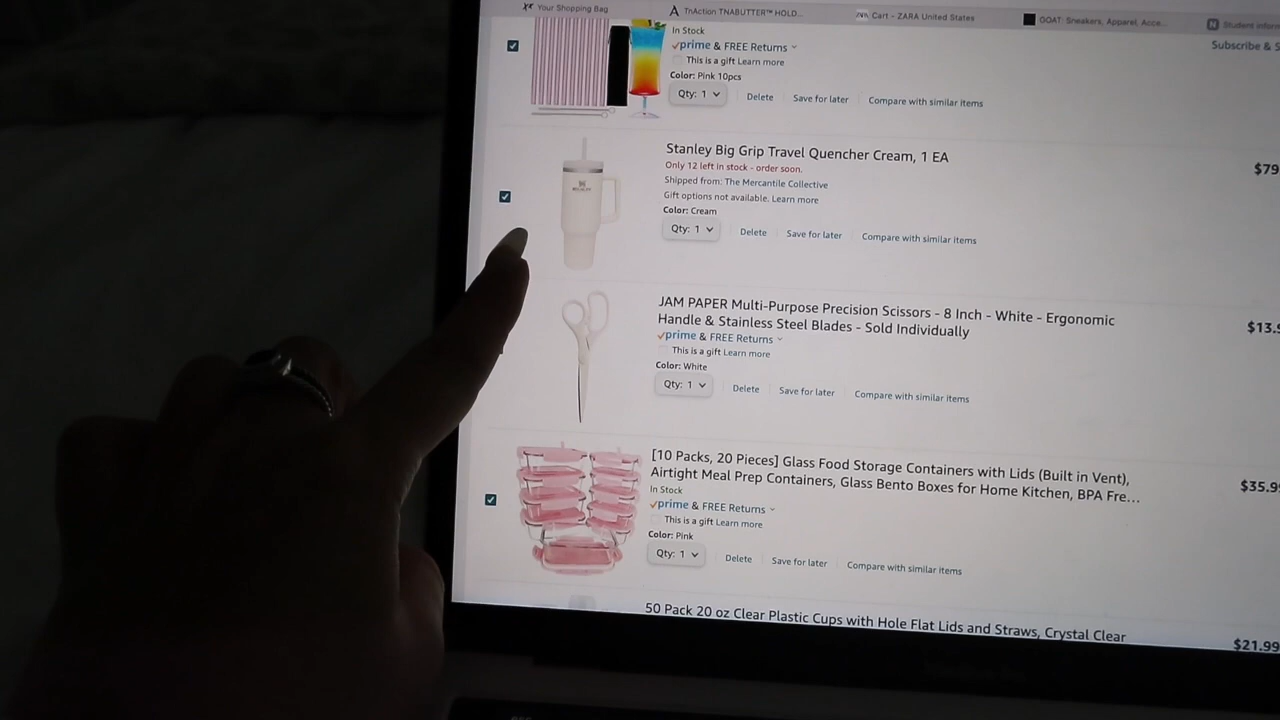 Your Shopping Bag
TnAction TNABUTTER™ HOLD...
Cart - ZARA United States
GOAT: Sneakers, Apparel, Acce...
Student
In Stock
prime & FREE Returns
This is a gift Learn more
Color: Pink 10pcs
Qty: 1
Delete
Save for later
Compare with similar items
Subscribe & S
Stanley Big Grip Travel Quencher Cream, 1 EA
$79
Only 12 left in stock - order soon.
Shipped from: The Mercantile Collective
Gift options not available. Learn more
Color: Cream
Qty: 1
Delete
Save for later
Compare with similar items
JAM PAPER Multi-Purpose Precision Scissors - 8 Inch - White - Ergonomic
Handle & Stainless Steel Blades - Sold Individually
$13.9
prime & FREE Returns
This is a gift Learn more
Color: White
Qty: 1
Delete
Save for later
Compare with similar items
[10 Packs, 20 Pieces] Glass Food Storage Containers with Lids (Built in Vent),
Airtight Meal Prep Containers, Glass Bento Boxes for Home Kitchen, BPA Fre...
$35.99
In Stock
prime & FREE Returns
This is a gift Learn more
Color: Pink
Qty: 1
Delete
Save for later
Compare with similar items
50 Pack 20 oz Clear Plastic Cups with Hole Flat Lids and Straws, Crystal Clear
$21.99